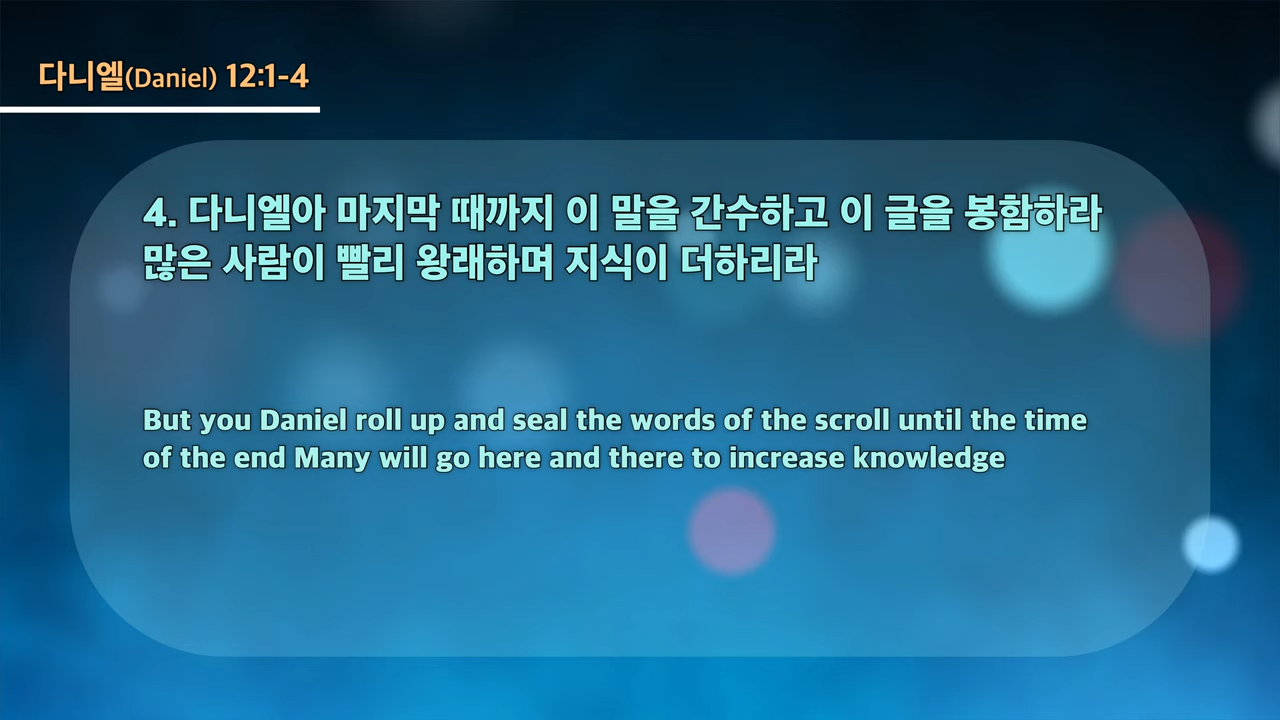 다니엘(Daniel) 12:1-4
4. 다니엘아 마지막 때까지 이 말을 간수하고 이 글을 봉함하라
많은 사람이 빨리 왕래하며 지식이 더하리라
But you Daniel roll up and seal the words of the scroll until the time
of the end Many will go here and there to increase knowledge